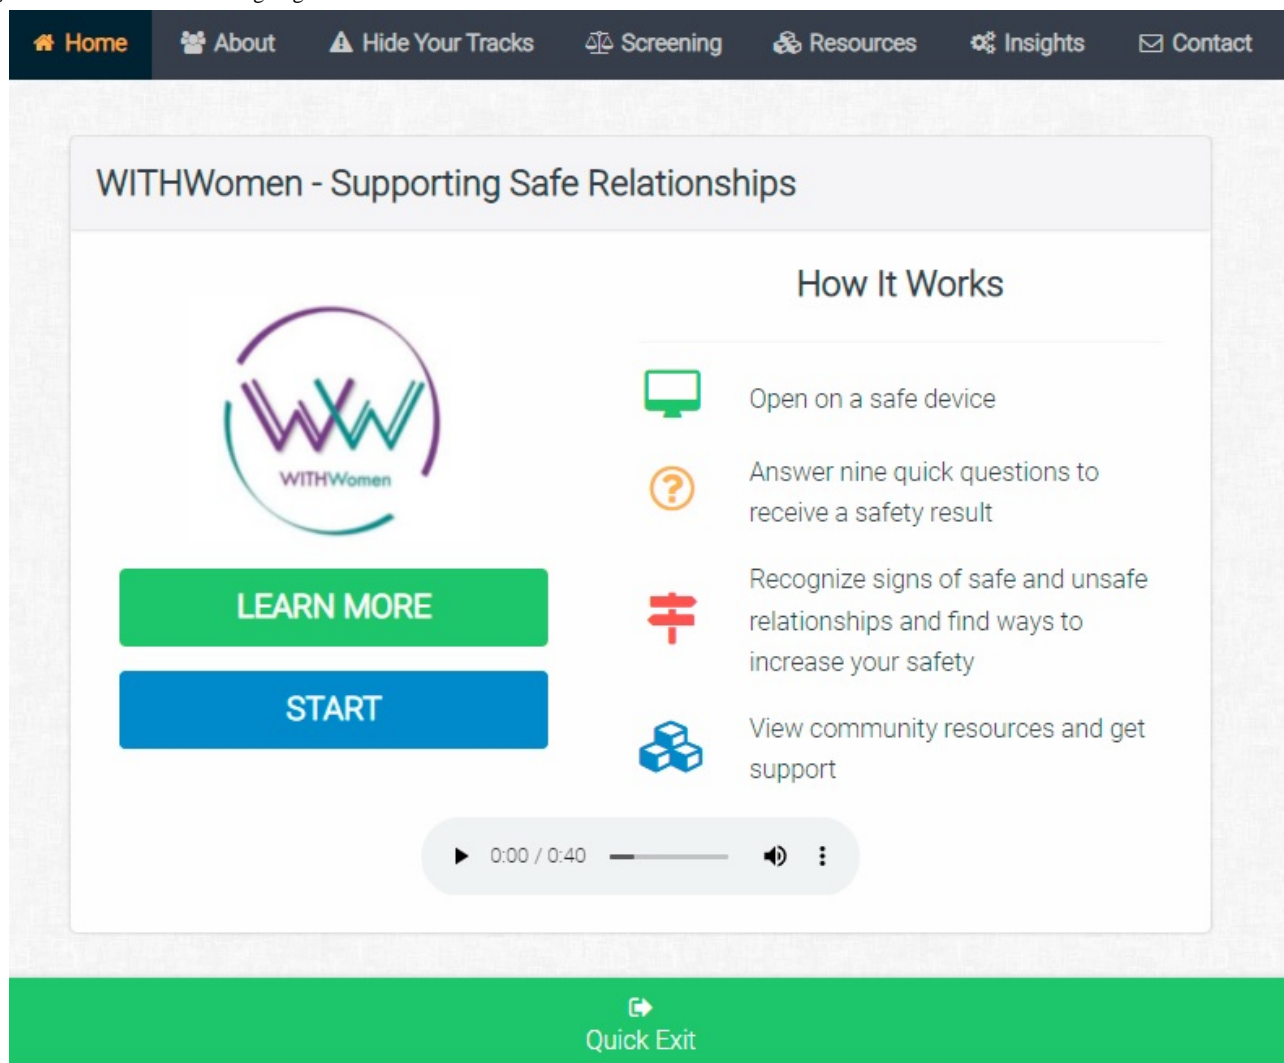 Home About Hide Your Tracks Screening Resources Insights Contact
WITHWomen - Supporting Safe Relationships
WW
WITHWomen
LEARN MORE
START
How It Works
Open on a safe device
Answer nine quick questions to
receive a safety result
Recognize signs of safe and unsafe
relationships and find ways to
increase your safety
View community resources and get
support
0:00 / 0:40
Quick Exit